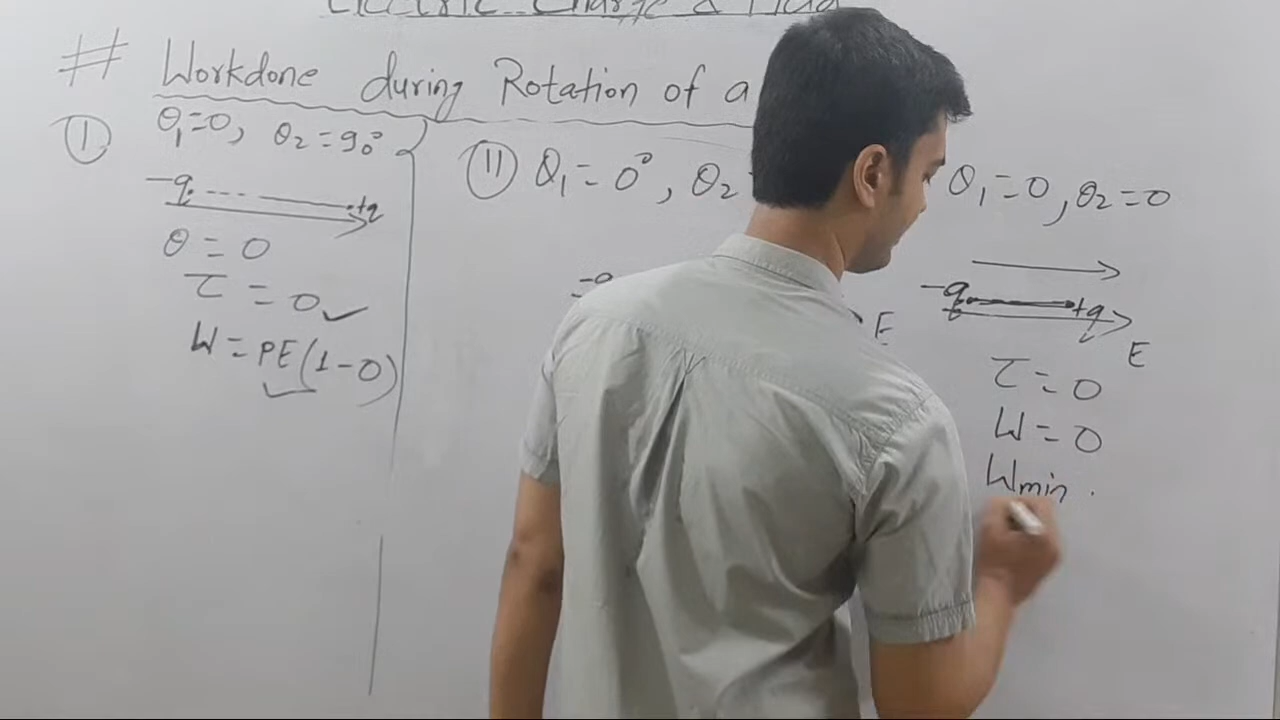 Electric Charge & Field
# Workdone during Rotation of a
I θ₁=0, θ₂=90°
-q +q
θ = 0
τ = 0 ✓
W = PE(1-0)
II θ₁=0°, θ₂
-q
E
θ₁=0, θ₂=0
-q +q
E
τ = 0
W = 0
Wmin